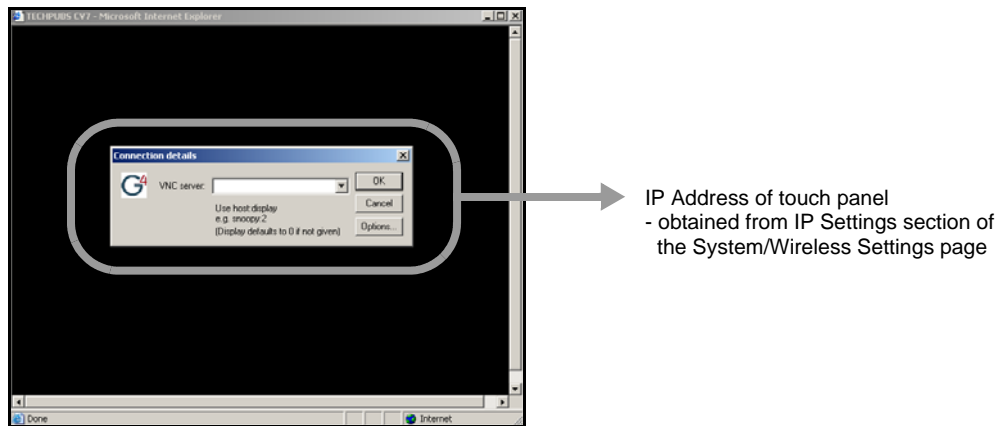 TECHPUBS CV7 - Microsoft Internet Explorer
Connection details
G4
VNC server:
OK
Use host:display
e.g. snoopy:2
(Display defaults to 0 if not given)
Cancel
Options...
IP Address of touch panel
- obtained from IP Settings section of
the System/Wireless Settings page
Done
Internet